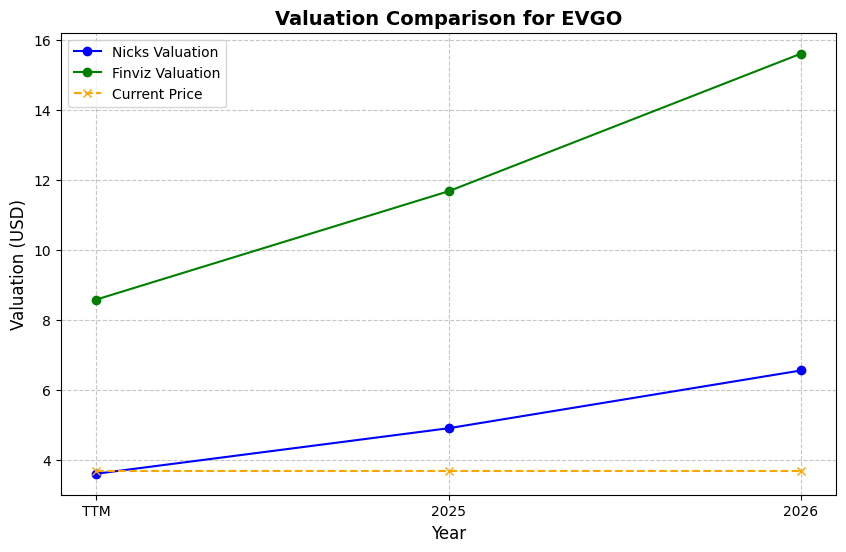 Valuation Comparison for EVGO
Nicks Valuation
Finviz Valuation
Current Price
Valuation (USD)
16
14
12
10
8
6
4
TTM
2025
2026
Year